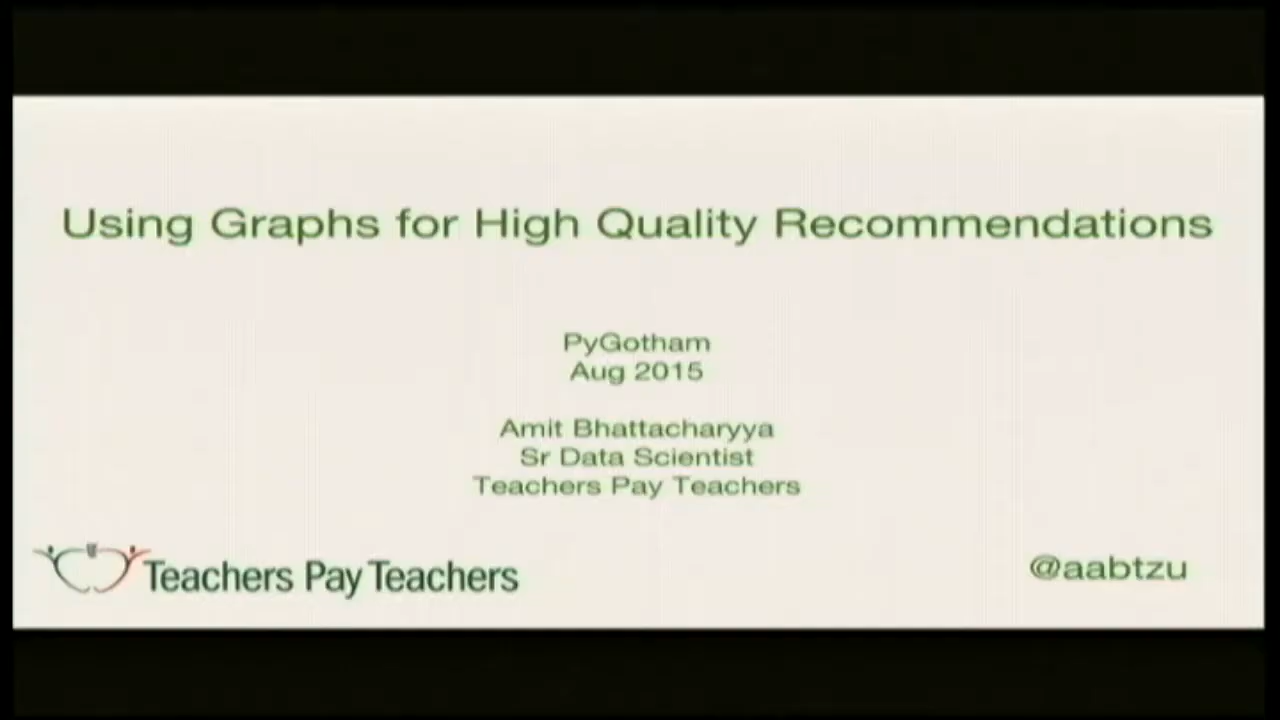 Using Graphs for High Quality Recommendations
PyGotham
Aug 2015
Amit Bhattacharyya
Sr Data Scientist
Teachers Pay Teachers
Teachers Pay Teachers
@aabtzu